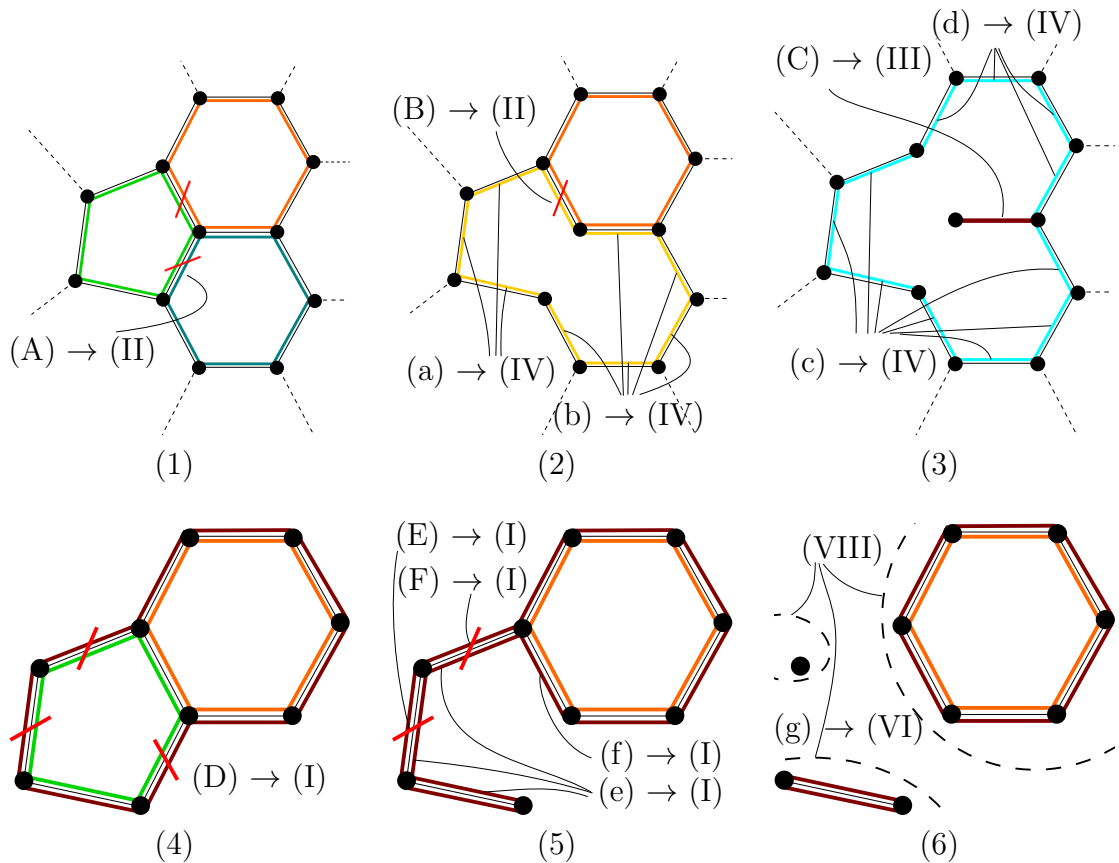 (d) → (IV)
(C) → (III)
(B) → (II)
(A) → (II)
(a) → (IV)
(b) → (IV)
(c) → (IV)
(1)
(2)
(3)
(E) → (I)
(F) → (I)
(VIII)
(g) → (VI)
(D) → (I)
(f) → (I)
(e) → (I)
(4)
(5)
(6)